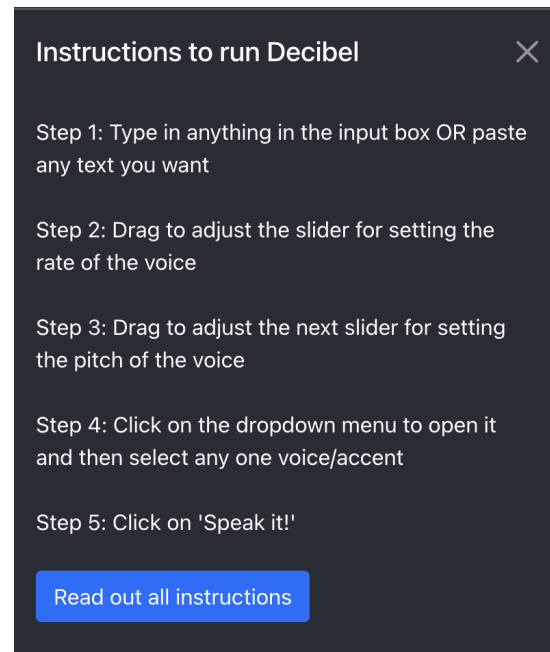 Instructions to run Decibel
Step 1: Type in anything in the input box OR paste
any text you want
Step 2: Drag to adjust the slider for setting the
rate of the voice
Step 3: Drag to adjust the next slider for setting
the pitch of the voice
Step 4: Click on the dropdown menu to open it
and then select any one voice/accent
Step 5: Click on 'Speak it!'
Read out all instructions